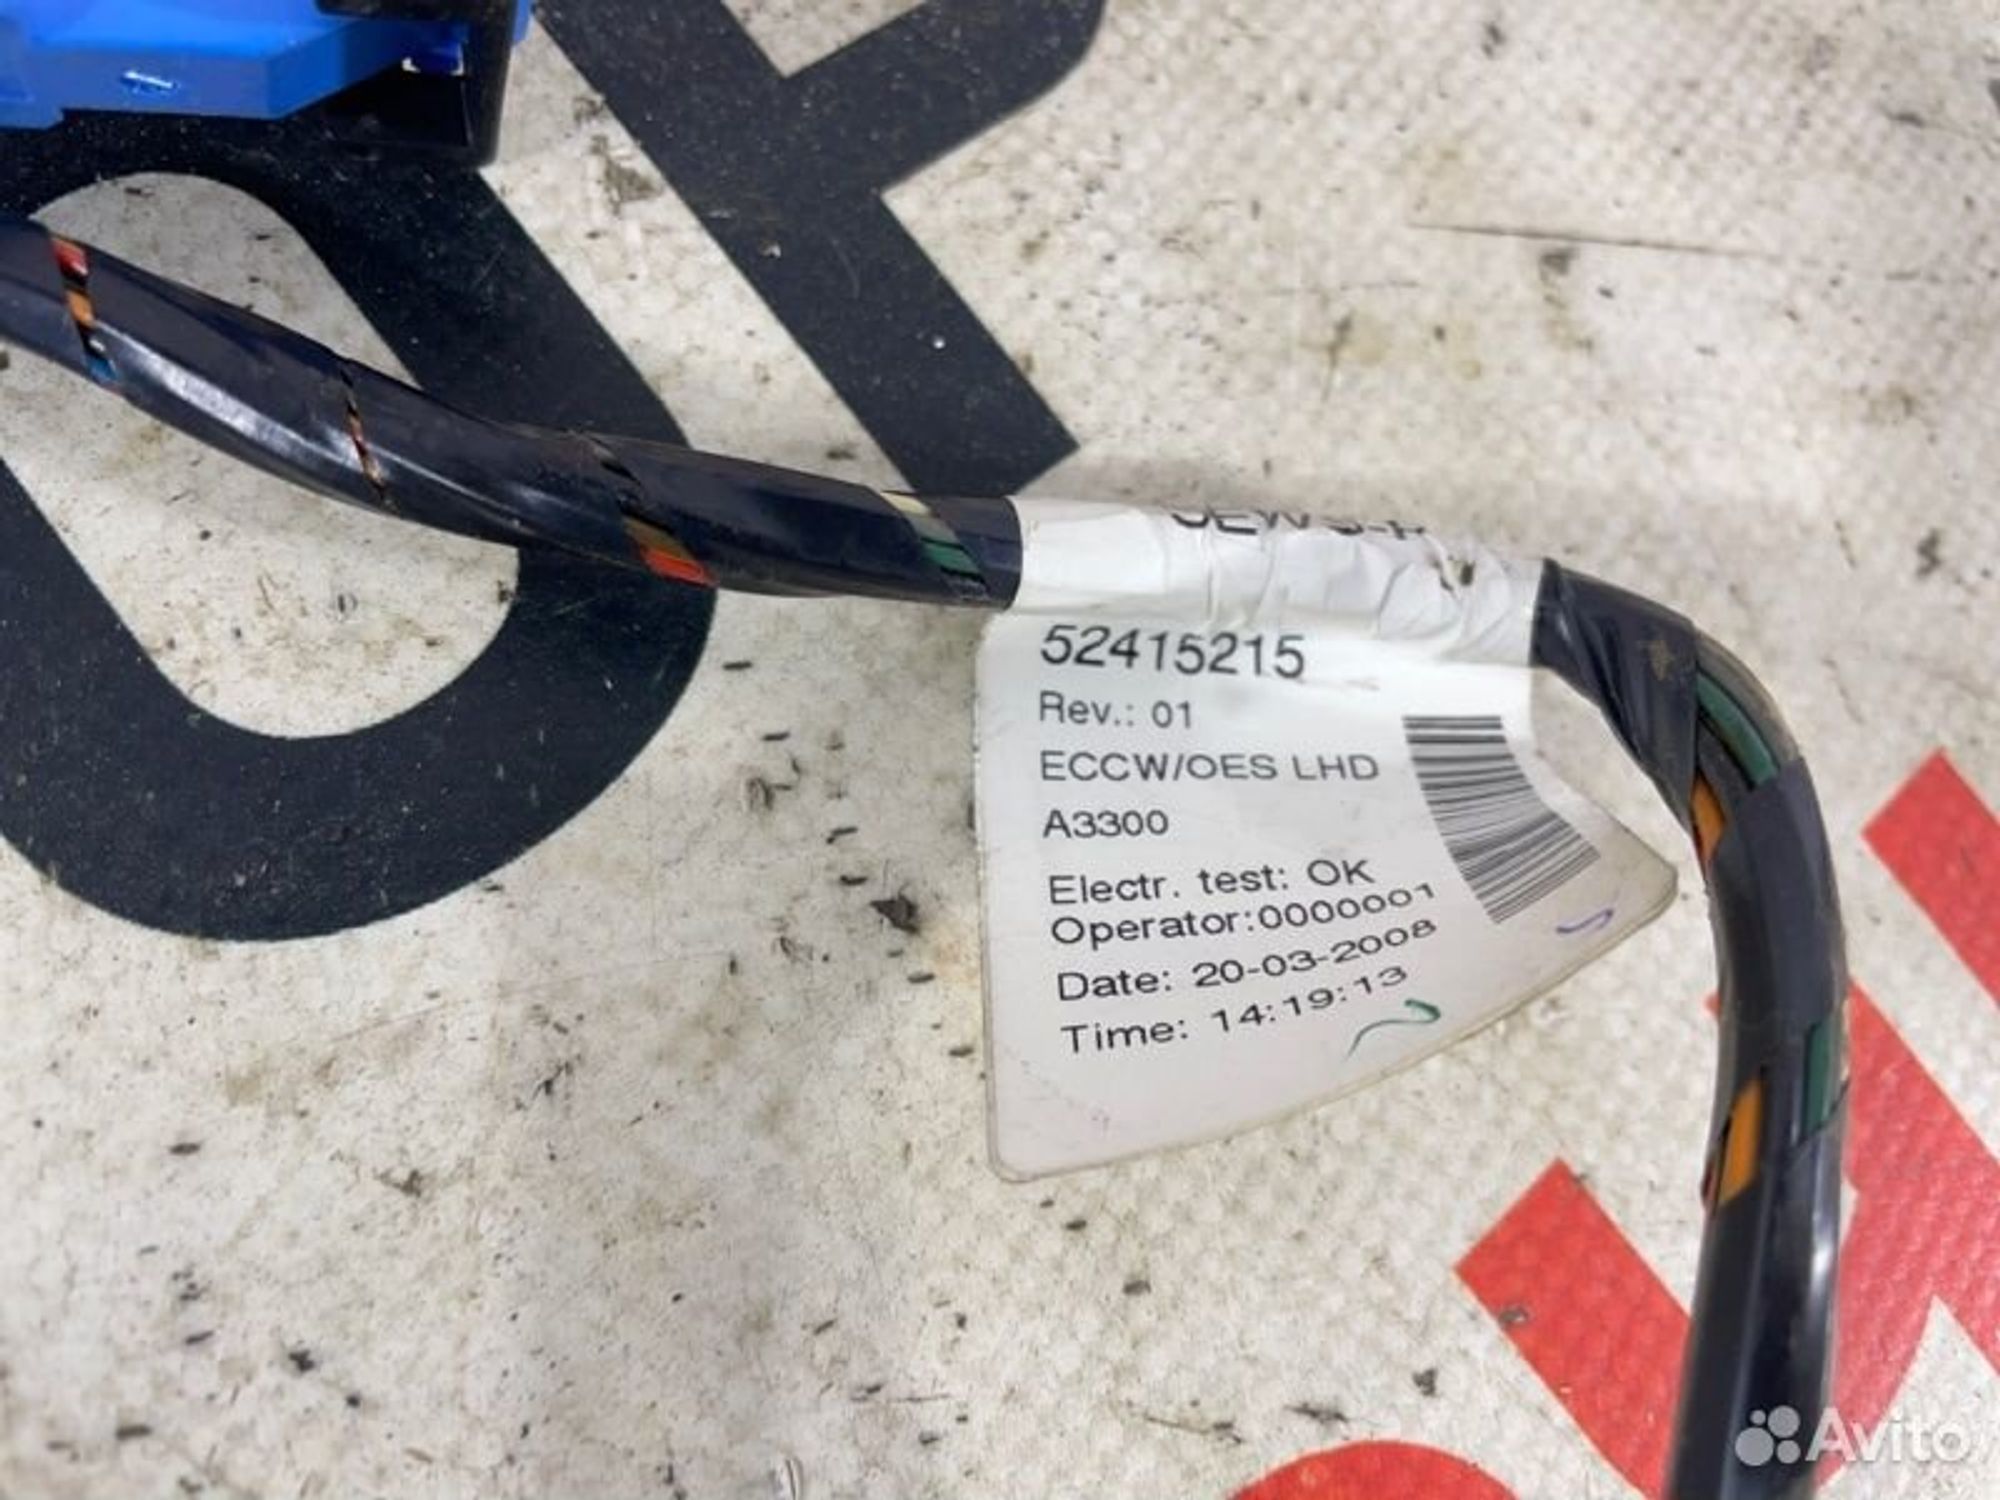 SEWS-P
52415215
Rev.: 01
ECCW/OES LHD
A3300
Electr. test: OK
Operator:0000001
Date: 20-03-2008
Time: 14:19:13
Avito